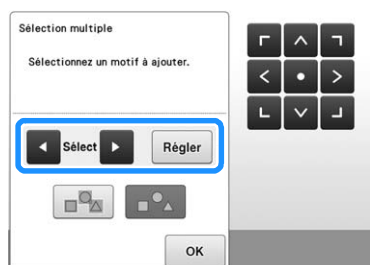 Sélection multiple
Sélectionnez un motif à ajouter.
Sélect
Régler
OK